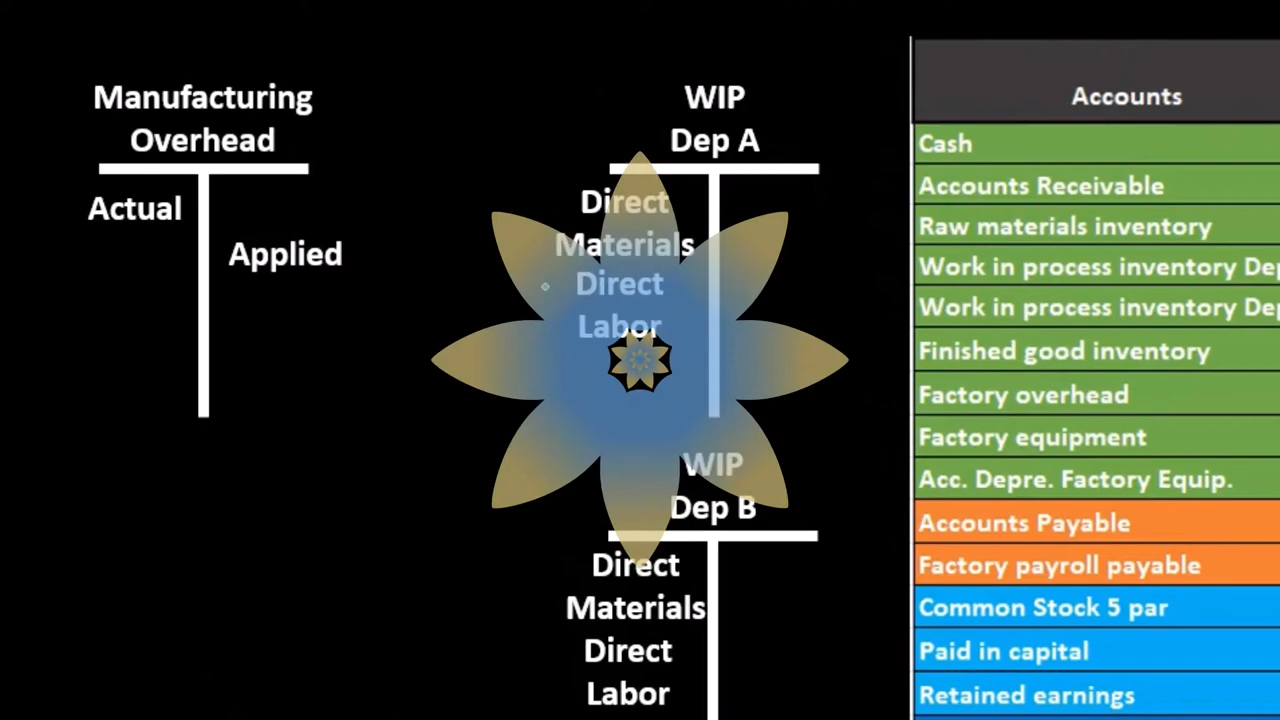 Manufacturing
Overhead
Actual
Applied
WIP
Dep A
Direct
Materials
Direct
Labor
WIP
Dep B
Direct
Materials
Direct
Labor
Accounts
Cash
Accounts Receivable
Raw materials inventory
Work in process inventory De
Work in process inventory De
Finished good inventory
Factory overhead
Factory equipment
Acc. Depre. Factory Equip.
Accounts Payable
Factory payroll payable
Common Stock 5 par
Paid in capital
Retained earnings